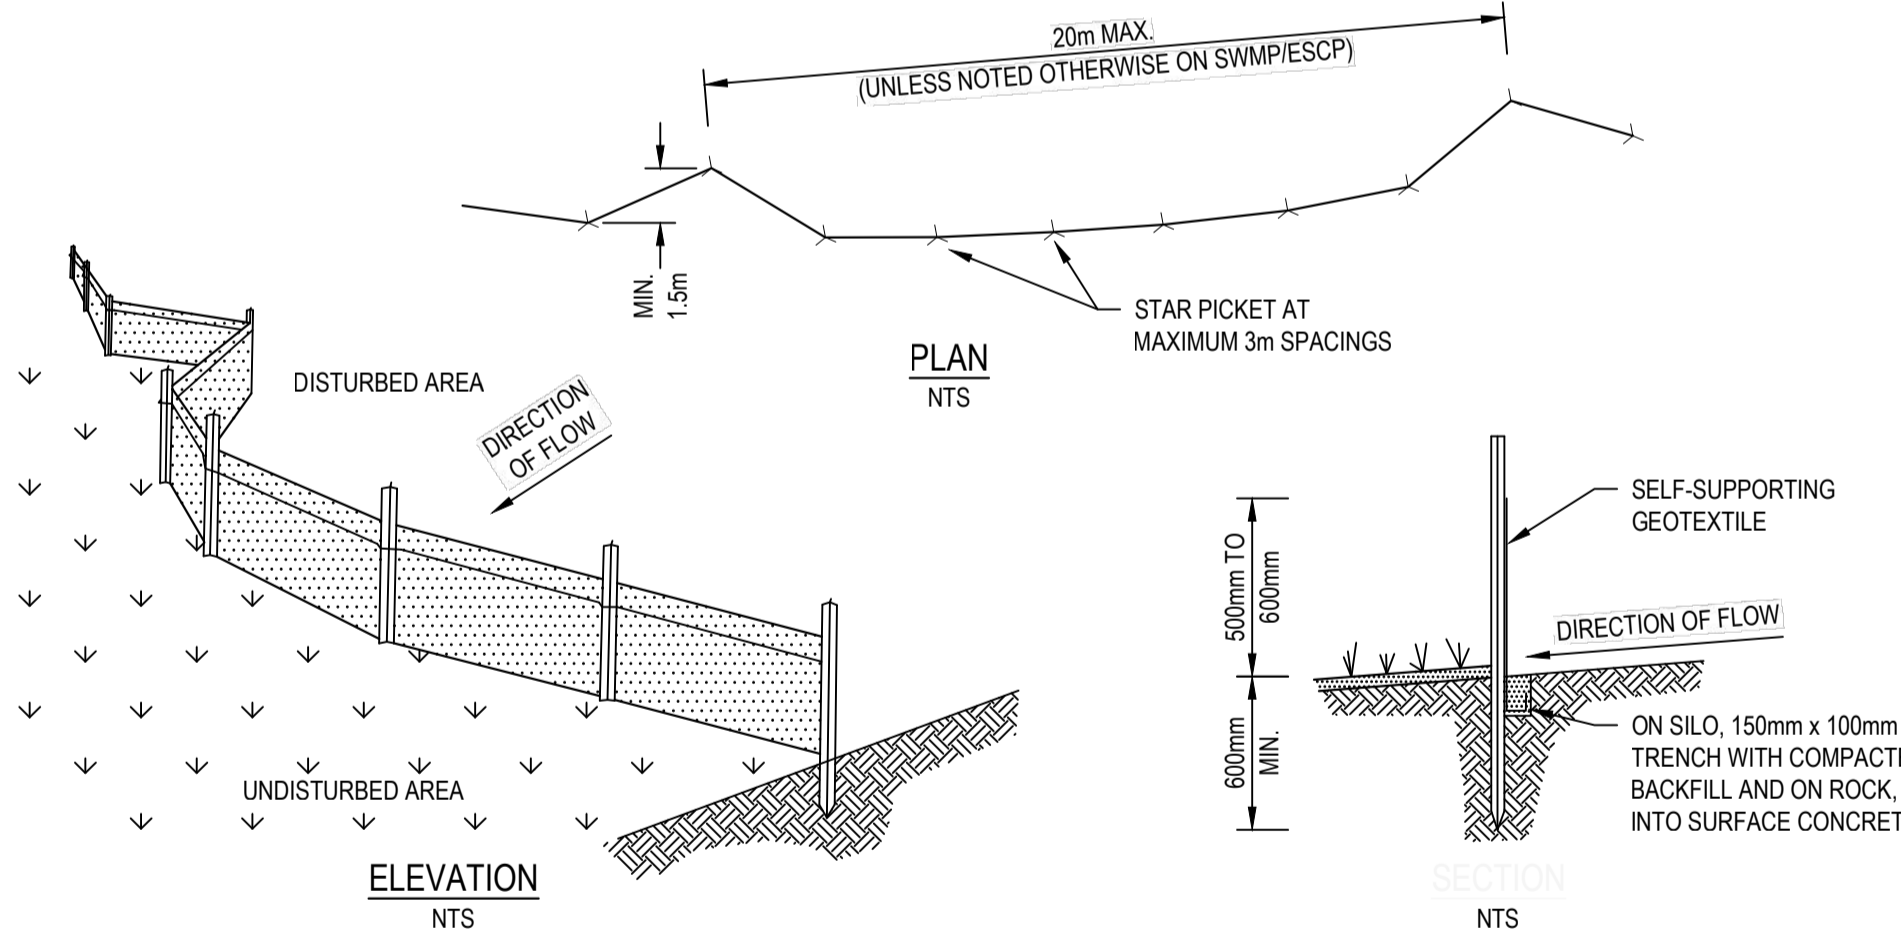 20m MAX.
(UNLESS NOTED OTHERWISE ON SWMP/ESCP)
MIN.
1.5m
STAR PICKET AT
MAXIMUM 3m SPACINGS
PLAN
NTS
DISTURBED AREA
DIRECTION
OF FLOW
UNDISTURBED AREA
ELEVATION
NTS
500mm TO
600mm
600mm
MIN.
SELF-SUPPORTING
GEOTEXTILE
DIRECTION OF FLOW
ON SILO, 150mm x 100mm
TRENCH WITH COMPACTI
BACKFILL AND ON ROCK,
INTO SURFACE CONCRET
SECTION
NTS